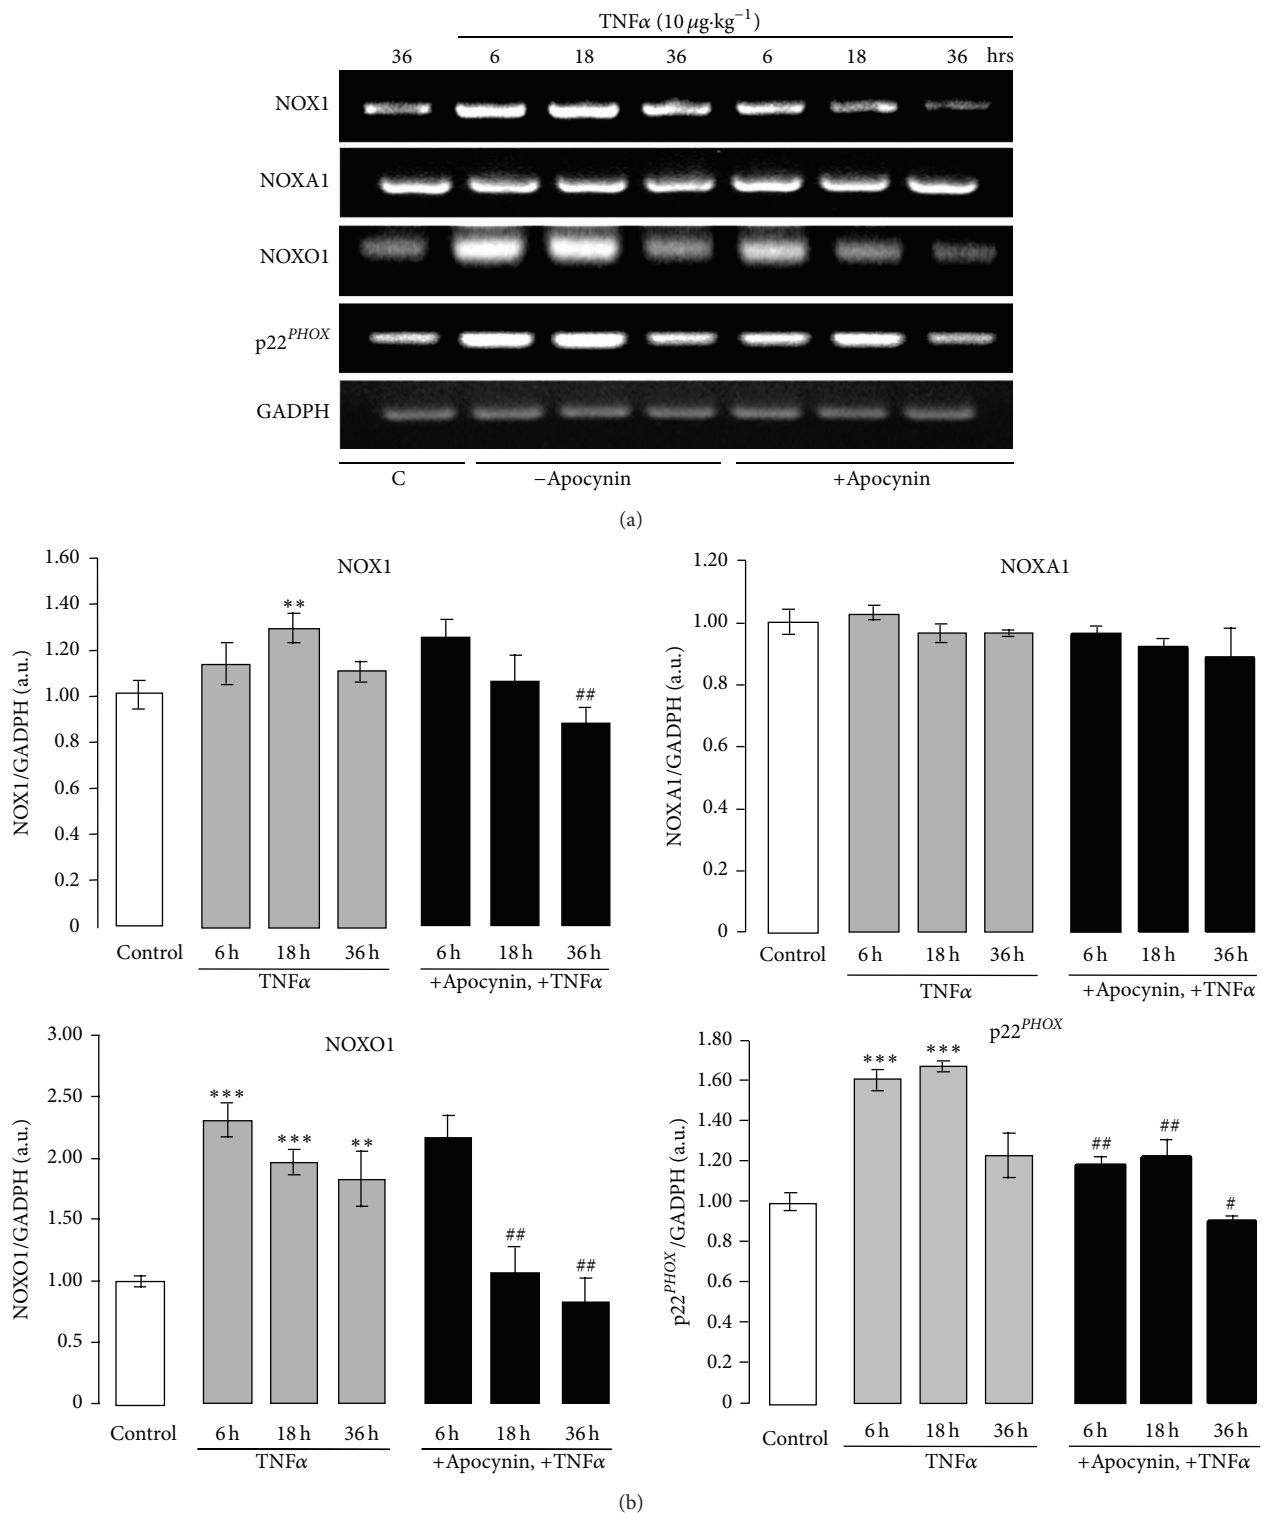 TNFα (10 μg·kg⁻¹)
36 6 18 36 6 18 36 hrs
NOX1
NOXA1
NOXO1
p22^PHOX
GADPH
C −Apocynin +Apocynin
(a)
NOX1
NOX1/GADPH (a.u.)
1.60
1.40
1.20
1.00
0.8
0.6
0.4
0.2
0
**
##
Control 6 h 18 h 36 h 6 h 18 h 36 h
TNFα +Apocynin, +TNFα
NOXA1
NOXA1/GADPH (a.u.)
1.20
1.00
0.8
0.6
0.4
0.2
0
Control 6 h 18 h 36 h 6 h 18 h 36 h
TNFα +Apocynin, +TNFα
NOXO1
NOXO1/GADPH (a.u.)
3.00
2.50
2.00
1.50
1.00
0.5
0
*** *** **
## ##
Control 6 h 18 h 36 h 6 h 18 h 36 h
TNFα +Apocynin, +TNFα
p22^PHOX
p22^PHOX/GADPH (a.u.)
1.80
1.60
1.40
1.20
1.00
0.8
0.6
0.4
0.2
0
*** ***
## ## #
Control 6 h 18 h 36 h 6 h 18 h 36 h
TNFα +Apocynin, +TNFα
(b)